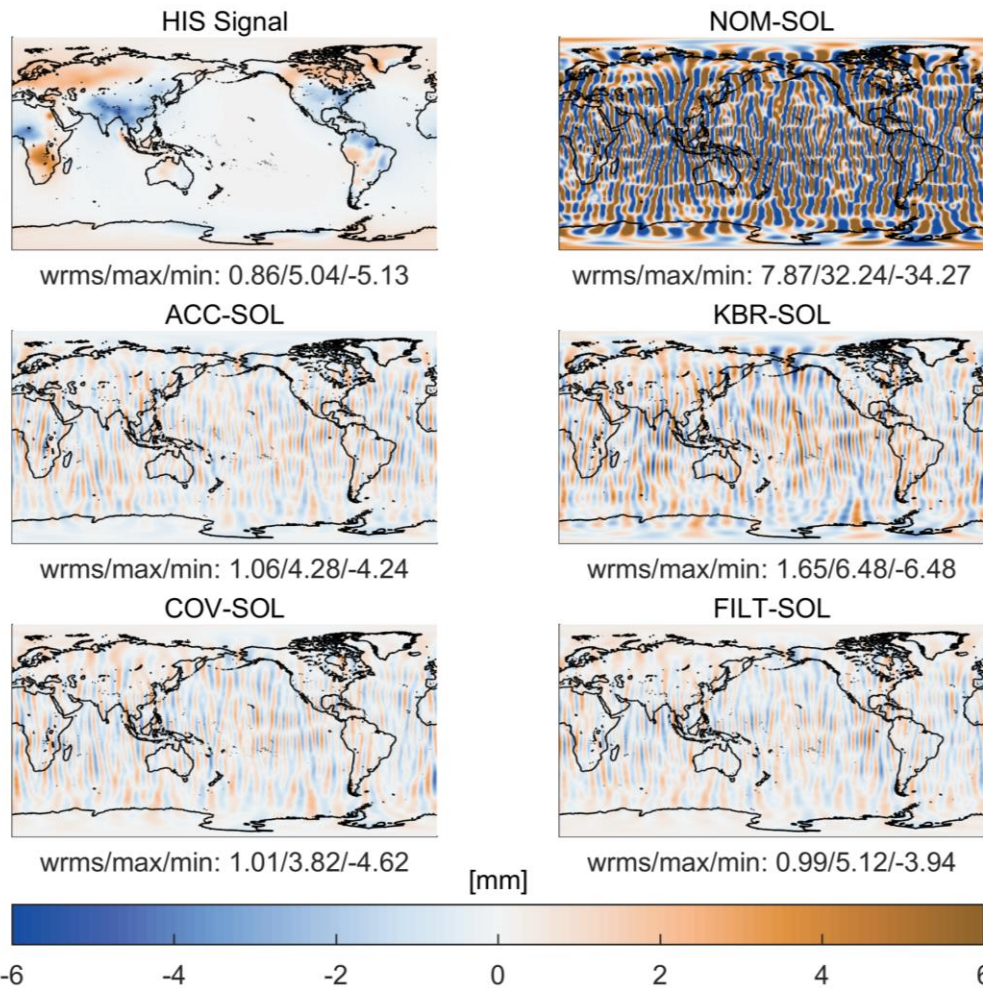 HIS Signal
NOM-SOL
wrms/max/min: 0.86/5.04/-5.13
wrms/max/min: 7.87/32.24/-34.27
ACC-SOL
KBR-SOL
wrms/max/min: 1.06/4.28/-4.24
wrms/max/min: 1.65/6.48/-6.48
COV-SOL
FILT-SOL
wrms/max/min: 1.01/3.82/-4.62
wrms/max/min: 0.99/5.12/-3.94
[mm]
-6 -4 -2 0 2 4 6